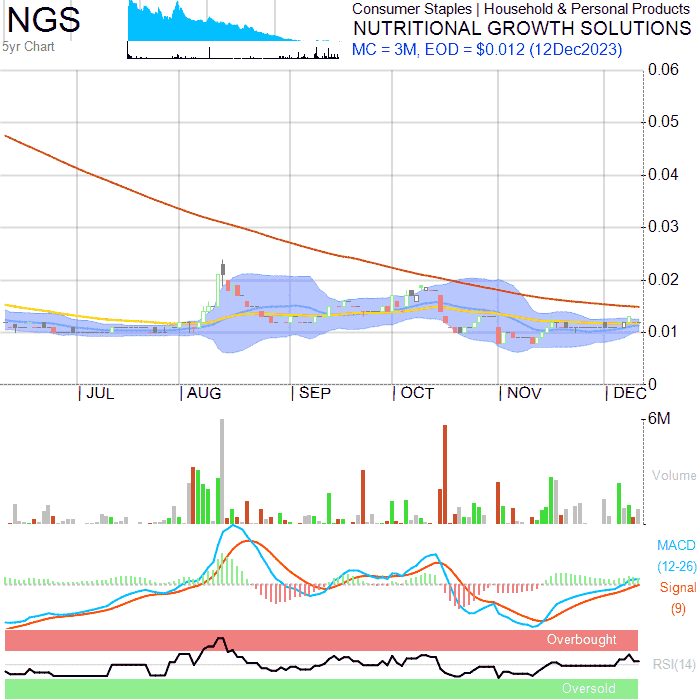 NGS
5yr Chart
Consumer Staples | Household & Personal Products
NUTRITIONAL GROWTH SOLUTIONS
MC = 3M, EOD = $0.012 (12Dec2023)
0.06
0.05
0.04
0.03
0.02
0.01
0
JUL
AUG
SEP
OCT
NOV
DEC
6M
Volume
MACD
(12-26)
Signal
(9)
Overbought
RSI(14)
Oversold